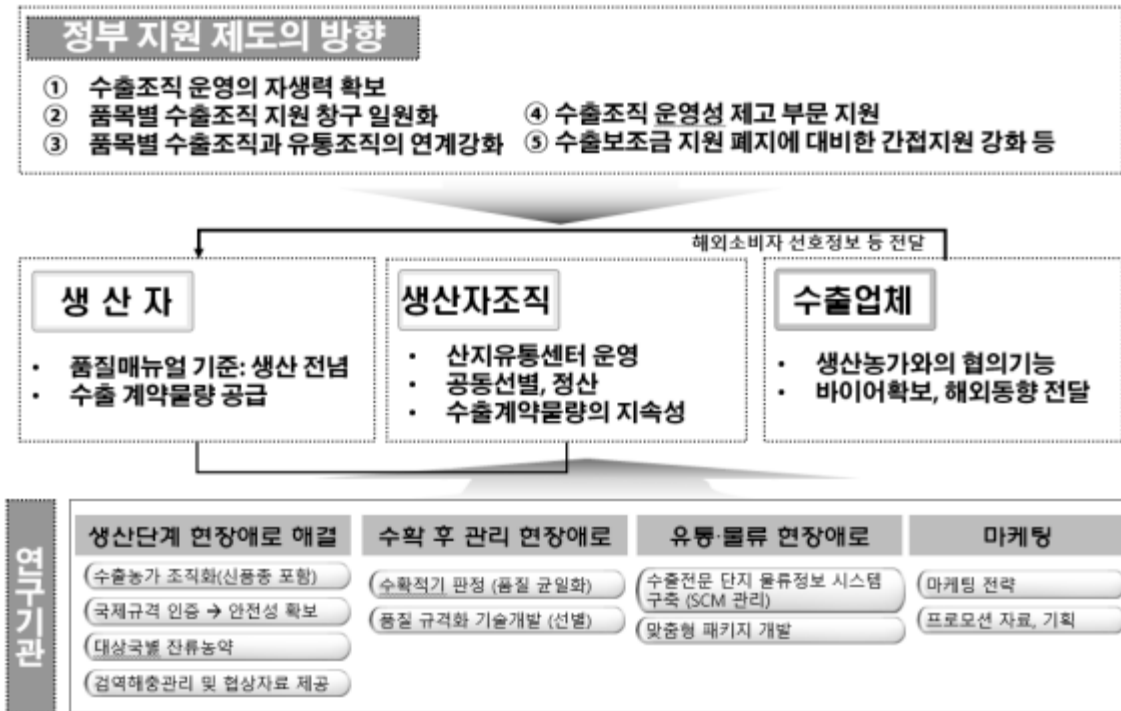 정부 지원 제도의 방향
① 수출조직 운영의 자생력 확보
② 품목별 수출조직 지원 창구 일원화
③ 품목별 수출조직과 유통조직의 연계강화
④ 수출조직 운영성 제고 부문 지원
⑤ 수출보조금 지원 폐지에 대비한 간접지원 강화 등
해외소비자 선호정보 등 전달
생 산 자
• 품질매뉴얼 기준: 생산 전념
• 수출 계약물량 공급
생산자조직
• 산지유통센터 운영
• 공동선별, 정산
• 수출계약물량의 지속성
수출업체
• 생산농가와의 협의기능
• 바이어확보, 해외동향 전달
연구기관
생산단계 현장애로 해결
수출농가 조직화(신품종 포함)
국제규격 인증 → 안전성 확보
대상국별 잔류농약
검역해충관리 및 협상자료 제공
수확 후 관리 현장애로
수확적기 판정 (품질 균일화)
품질 규격화 기술개발 (선별)
유통·물류 현장애로
수출전문 단지 물류정보 시스템
구축 (SCM 관리)
맞춤형 패키지 개발
마케팅
마케팅 전략
프로모션 자료, 기획